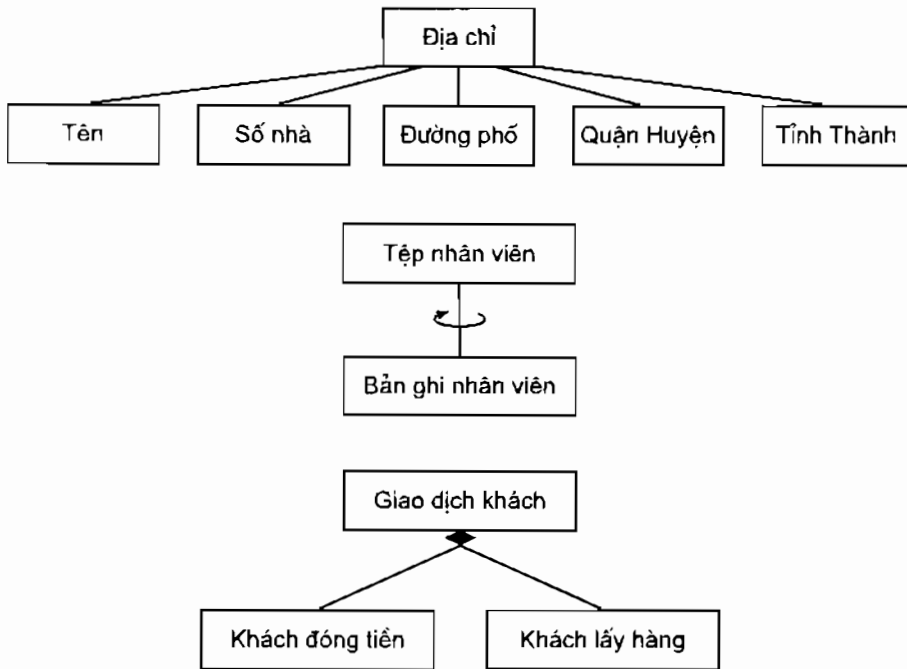 Địa chỉ
Tên
Số nhà
Đường phố
Quận Huyện
Tỉnh Thành
Tệp nhân viên
Bản ghi nhân viên
Giao dịch khách
Khách đóng tiền
Khách lấy hàng